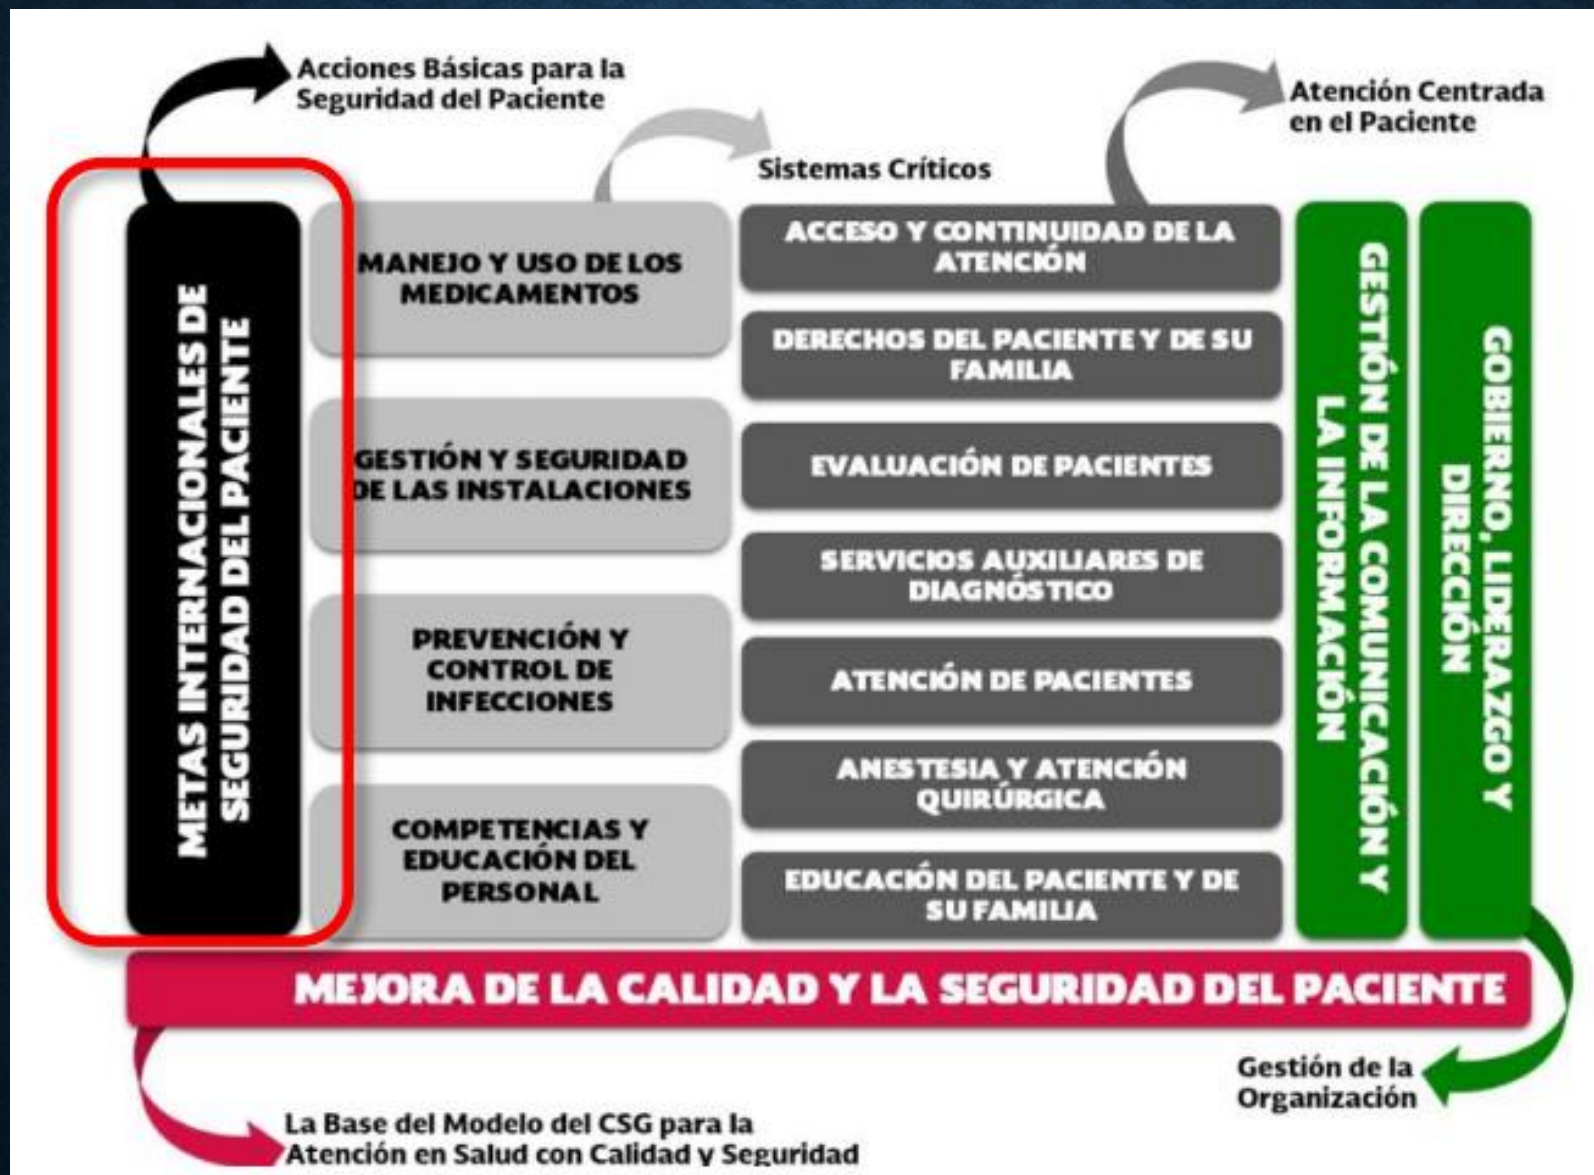 Acciones Básicas para la
Seguridad del Paciente
Sistemas Críticos
Atención Centrada
en el Paciente
METAS INTERNACIONALES DE
SEGURIDAD DEL PACIENTE
MANEJO Y USO DE LOS
MEDICAMENTOS
GESTIÓN Y SEGURIDAD
DE LAS INSTALACIONES
PREVENCIÓN Y
CONTROL DE
INFECCIONES
COMPETENCIAS Y
EDUCACIÓN DEL
PERSONAL
ACCESO Y CONTINUIDAD DE LA
ATENCIÓN
DERECHOS DEL PACIENTE Y DE SU
FAMILIA
EVALUACIÓN DE PACIENTES
SERVICIOS AUXILIARES DE
DIAGNÓSTICO
ATENCIÓN DE PACIENTES
ANESTESIA Y ATENCIÓN
QUIRÚRGICA
EDUCACIÓN DEL PACIENTE Y DE
SU FAMILIA
GESTIÓN DE LA COMUNICACIÓN Y
LA INFORMACIÓN
GOBIERNO, LIDERAZGO Y
DIRECCIÓN
MEJORA DE LA CALIDAD Y LA SEGURIDAD DEL PACIENTE
Gestión de la
Organización
La Base del Modelo del CSG para la
Atención en Salud con Calidad y Seguridad